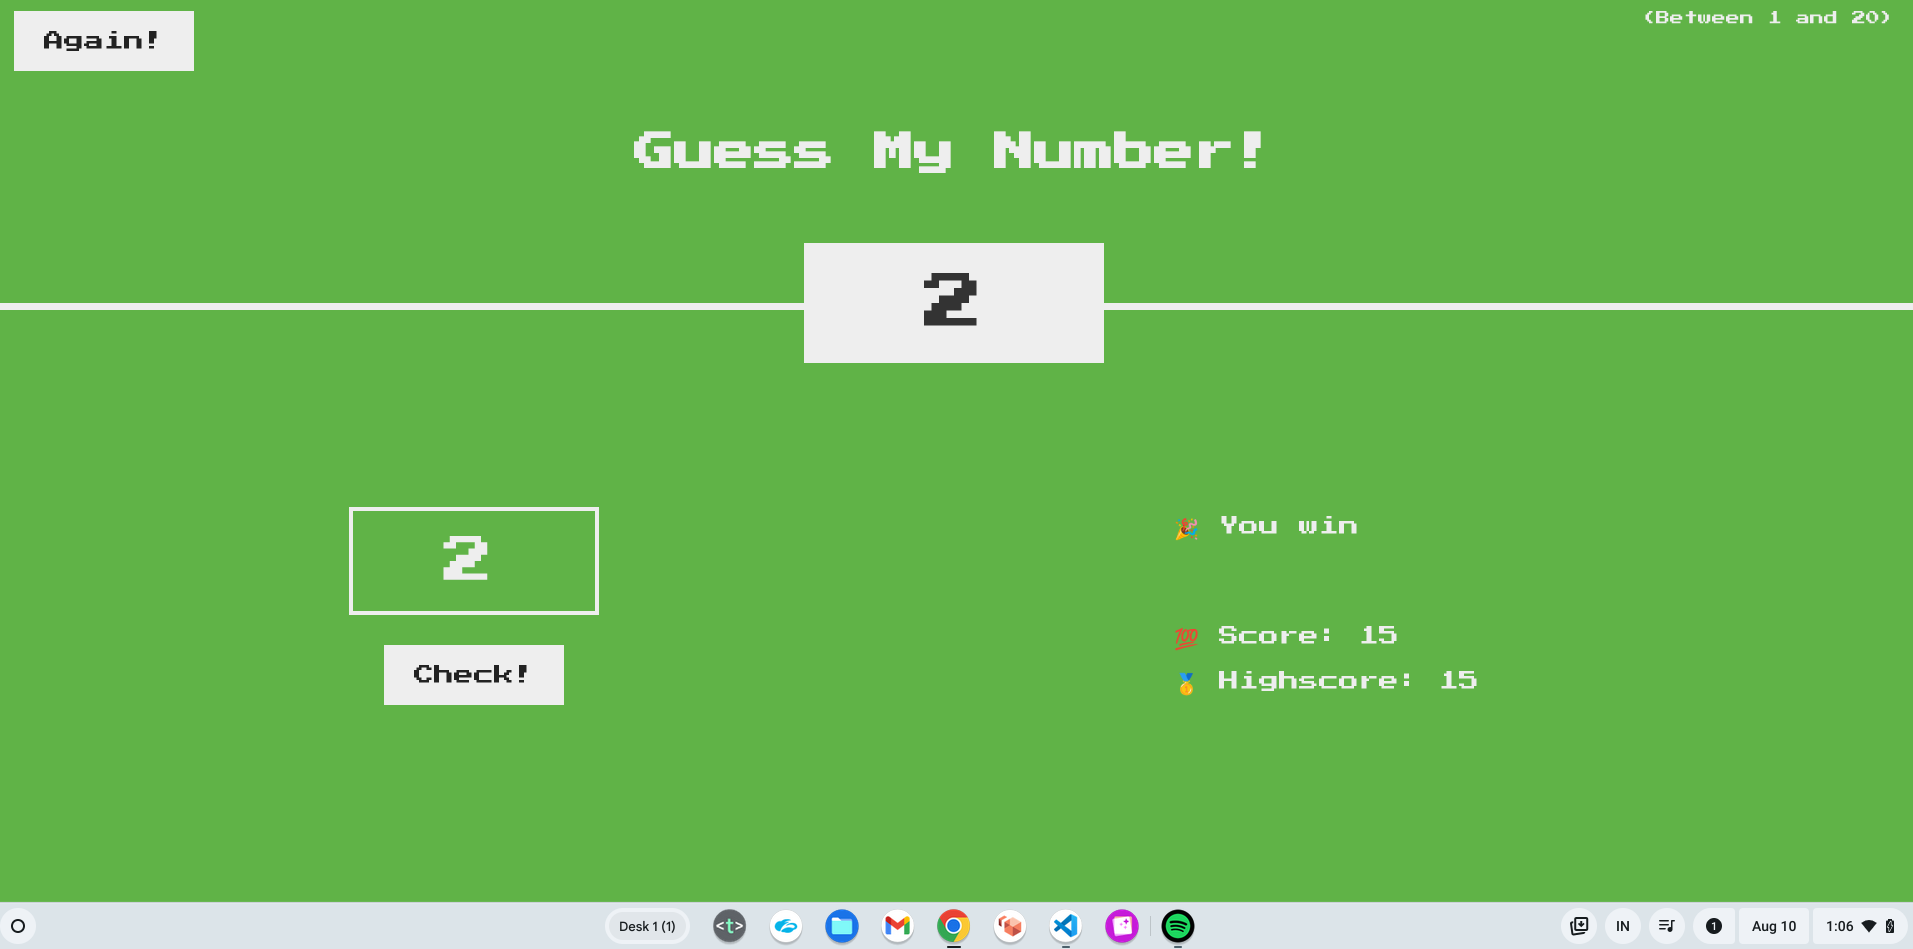 Again!
(Between 1 and 20)
Guess My Number!
2
2
Check!
🎉 You win
💯 Score: 15
🥇 Highscore: 15
Desk 1 (1)
<t>
IN
1
Aug 10
1:06